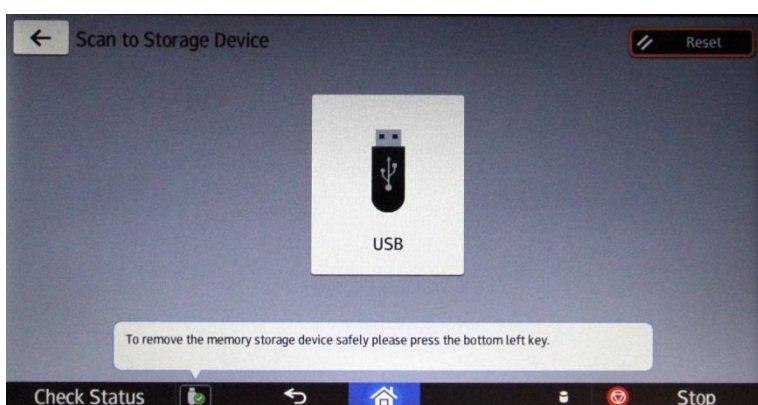 Scan to Storage Device
Reset
USB
To remove the memory storage device safely please press the bottom left key.
Check Status
Stop